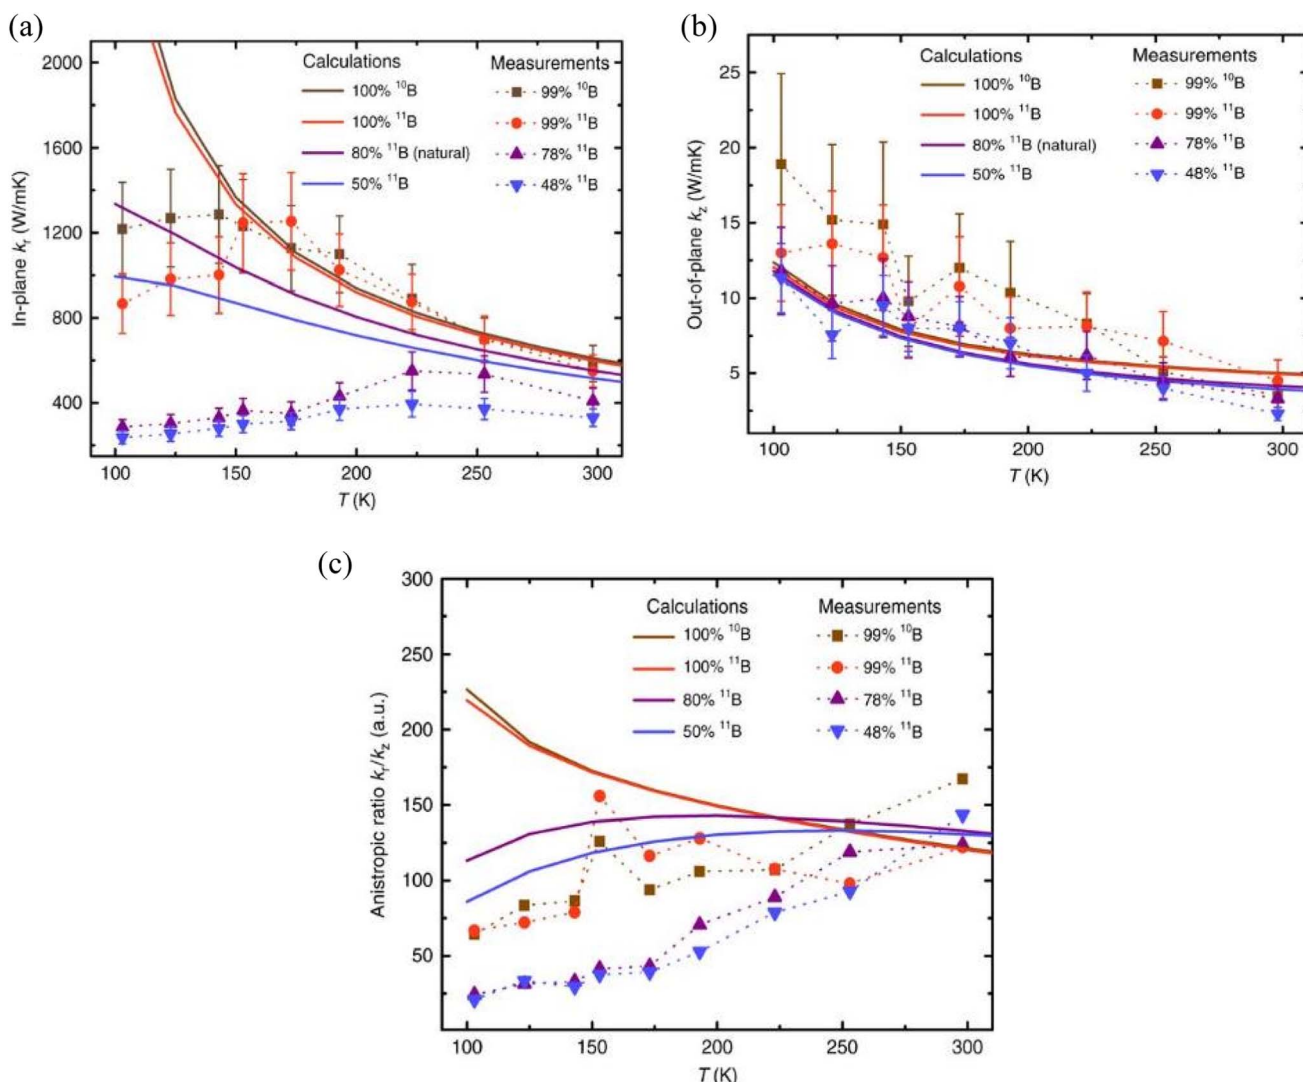 (a)
In-plane kr (W/mK)
2000
1600
1200
800
400
Calculations Measurements
100% 10B 99% 10B
100% 11B 99% 11B
80% 11B (natural) 78% 11B
50% 11B 48% 11B
100 150 200 250 300
T (K)
(b)
Out-of-plane kz (W/mK)
25
20
15
10
5
Calculations Measurements
100% 10B 99% 10B
100% 11B 99% 11B
80% 11B (natural) 78% 11B
50% 11B 48% 11B
100 150 200 250 300
T (K)
(c)
Anistropic ratio kr/kz (a.u.)
300
250
200
150
100
50
Calculations Measurements
100% 10B 99% 10B
100% 11B 99% 11B
80% 11B 78% 11B
50% 11B 48% 11B
100 150 200 250 300
T (K)